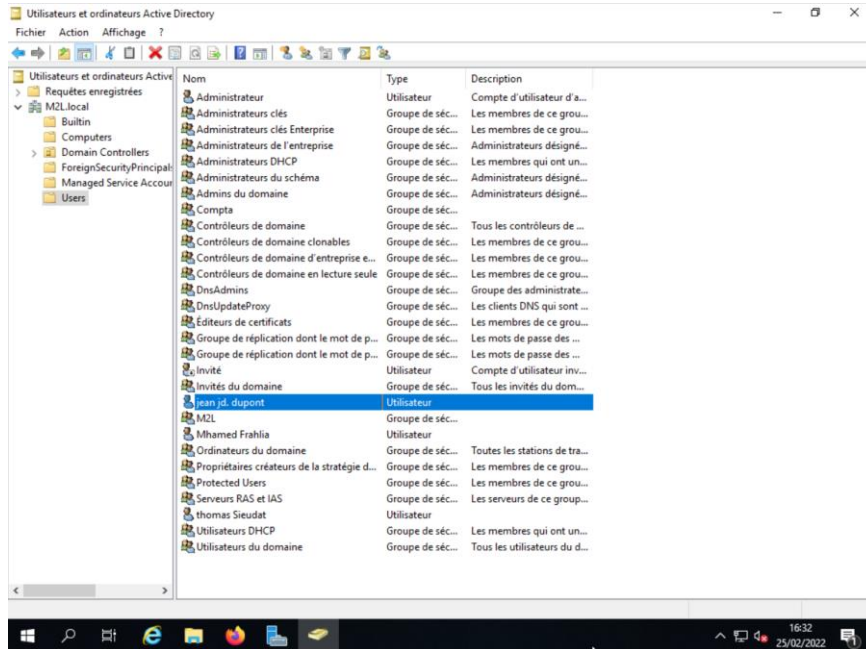 Utilisateurs et ordinateurs Active Directory
Fichier Action Affichage ?
Utilisateurs et ordinateurs Active
Requêtes enregistrées
M2L.local
Builtin
Computers
Domain Controllers
ForeignSecurityPrincipals
Managed Service Accour
Users
Nom Type Description
Administrateur Utilisateur Compte d'utilisateur d'a...
Administrateurs clés Groupe de séc... Les membres de ce grou...
Administrateurs clés Enterprise Groupe de séc... Les membres de ce grou...
Administrateurs de l'entreprise Groupe de séc... Administrateurs désigné...
Administrateurs DHCP Groupe de séc... Les membres qui ont un...
Administrateurs du schéma Groupe de séc... Administrateurs désigné...
Admins du domaine Groupe de séc... Administrateurs désigné...
Compta Groupe de séc...
Contrôleurs de domaine Groupe de séc... Tous les contrôleurs de ...
Contrôleurs de domaine clonables Groupe de séc... Les membres de ce grou...
Contrôleurs de domaine d'entreprise e... Groupe de séc... Les membres de ce grou...
Contrôleurs de domaine en lecture seule Groupe de séc... Les membres de ce grou...
DnsAdmins Groupe de séc... Groupe des administrate...
DnsUpdateProxy Groupe de séc... Les clients DNS qui sont ...
Éditeurs de certificats Groupe de séc... Les membres de ce grou...
Groupe de réplication dont le mot de p... Groupe de séc... Les mots de passe des ...
Groupe de réplication dont le mot de p... Groupe de séc... Les mots de passe des ...
Invité Utilisateur Compte d'utilisateur inv...
Invités du domaine Groupe de séc... Tous les invités du dom...
jean jd. dupont Utilisateur
M2L Groupe de séc...
Mhamed Frahlia Utilisateur
Ordinateurs du domaine Groupe de séc... Toutes les stations de tra...
Propriétaires créateurs de la stratégie d... Groupe de séc... Les membres de ce grou...
Protected Users Groupe de séc... Les membres de ce grou...
Serveurs RAS et IAS Groupe de séc... Les serveurs de ce group...
thomas Sieudat Utilisateur
Utilisateurs DHCP Groupe de séc... Les membres qui ont un...
Utilisateurs du domaine Groupe de séc... Tous les utilisateurs du d...
16:32
25/02/2022
1